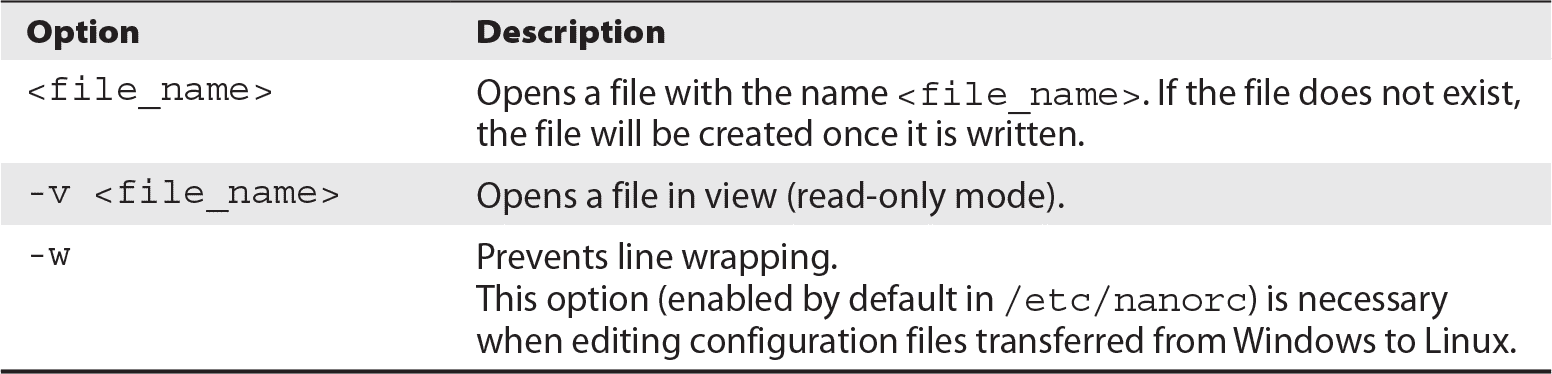 Option Description
<file_name> Opens a file with the name <file_name>. If the file does not exist,
the file will be created once it is written.
-v <file_name> Opens a file in view (read-only mode).
-w Prevents line wrapping.
This option (enabled by default in /etc/nanorc) is necessary
when editing configuration files transferred from Windows to Linux.